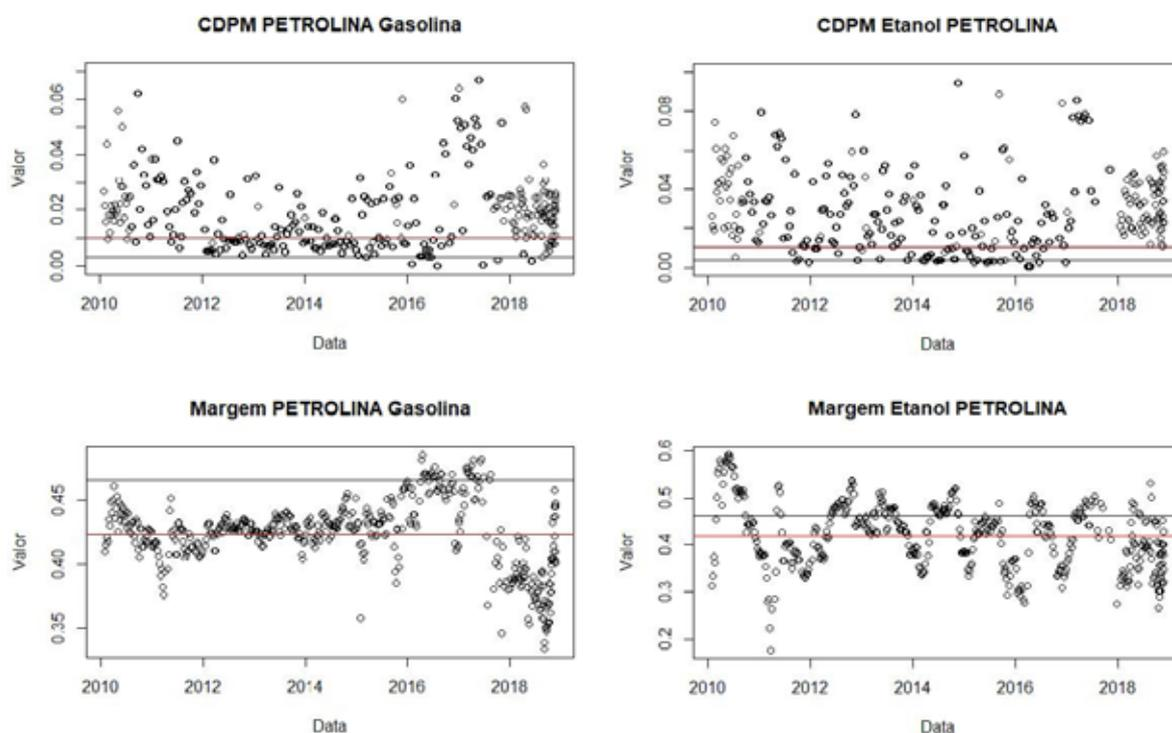 CDPM PETROLINA Gasolina
Valor
0.00 0.02 0.04 0.06
2010 2012 2014 2016 2018
Data
CDPM Etanol PETROLINA
Valor
0.00 0.04 0.08
2010 2012 2014 2016 2018
Data
Margem PETROLINA Gasolina
Valor
0.35 0.40 0.45
2010 2012 2014 2016 2018
Data
Margem Etanol PETROLINA
Valor
0.2 0.3 0.4 0.5 0.6
2010 2012 2014 2016 2018
Data